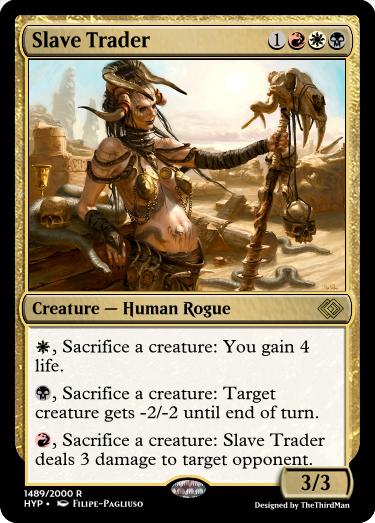 Slave Trader 1
Creature — Human Rogue
, Sacrifice a creature: You gain 4
life.
, Sacrifice a creature: Target
creature gets -2/-2 until end of turn.
, Sacrifice a creature: Slave Trader
deals 3 damage to target opponent.
3/3
1489/2000 R
HYP • Filipe-Pagliuso
Designed by TheThirdMan